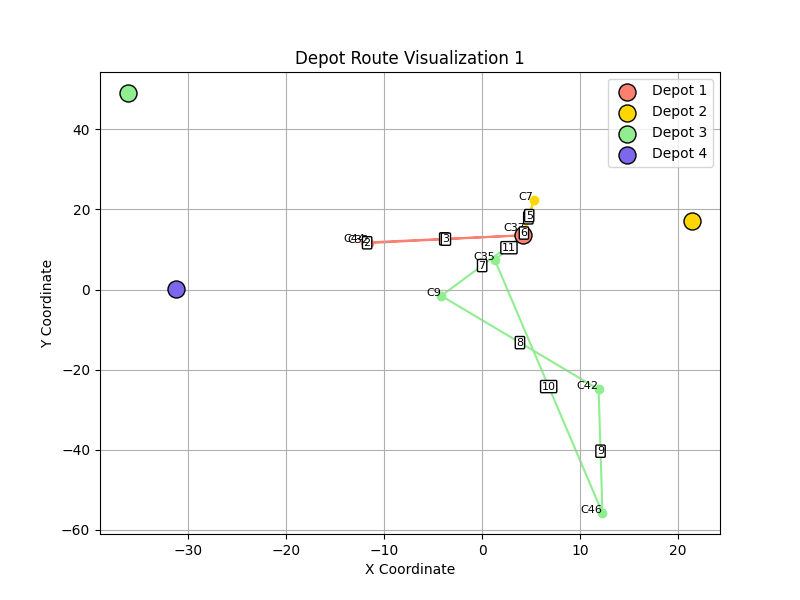 Depot Route Visualization 1
Depot 1
Depot 2
Depot 3
Depot 4
Y Coordinate
40
20
0
−20
−40
−60
C7
5
6
2
3
11
C35
7
C9
8
10
C42
9
C46
−30
−20
−10
0
10
20
X Coordinate